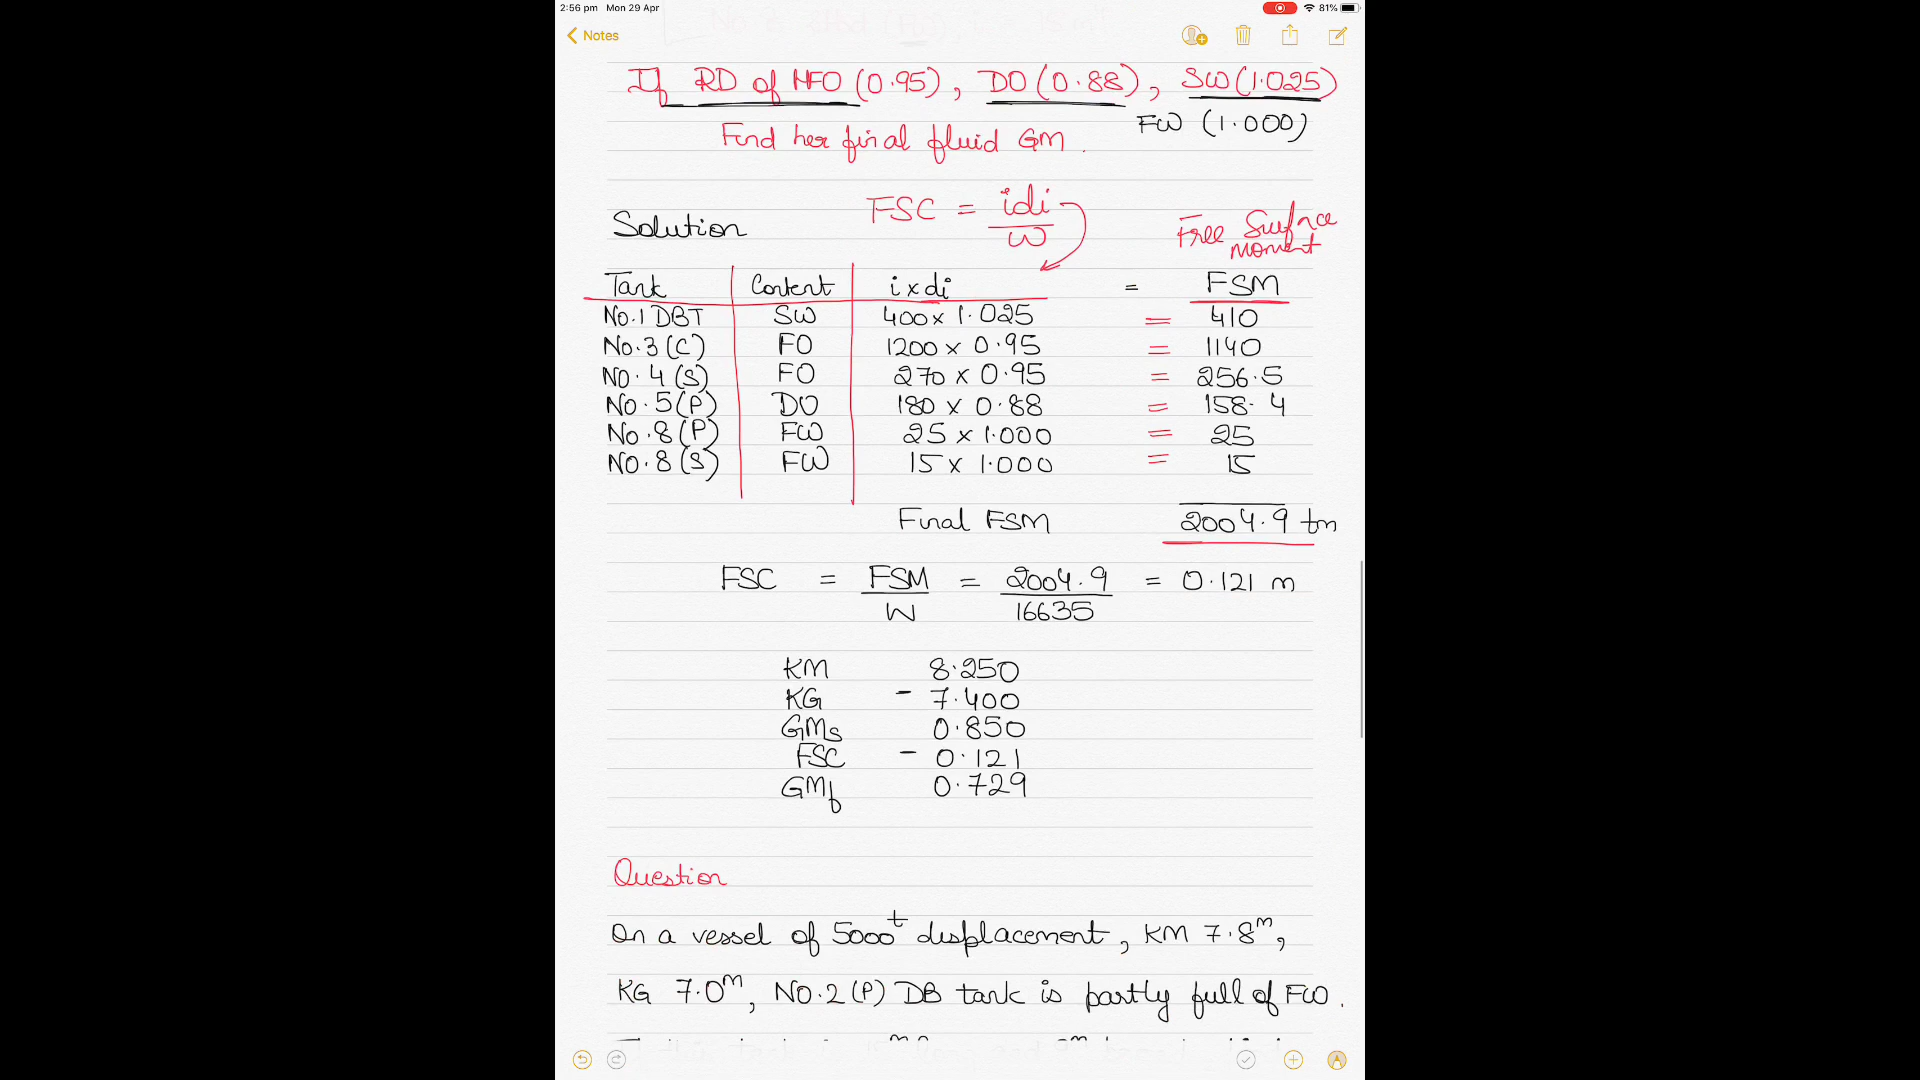 2:56 pm Mon 29 Apr 81%
Notes
If RD of HFO (0.95), DO (0.88), SW (1.025)
FW (1.000)
Find her final fluid GM.
Solution
FSC = idi / W
Free Surface moment
Tank Content i x di = FSM
No.1 DBT SW 400 x 1.025 = 410
No.3 (C) FO 1200 x 0.95 = 1140
No.4 (S) FO 270 x 0.95 = 256.5
No.5 (P) DO 180 x 0.88 = 158.4
No.8 (P) FW 25 x 1.000 = 25
No.8 (S) FW 15 x 1.000 = 15
Final FSM 2004.9 tm
FSC = FSM / W = 2004.9 / 16635 = 0.121 m
KM 8.250
KG - 7.400
GMs 0.850
FSC - 0.121
GMf 0.729
Question
On a vessel of 5000t displacement, KM 7.8m,
KG 7.0m, NO.2 (P) DB tank is partly full of FW.